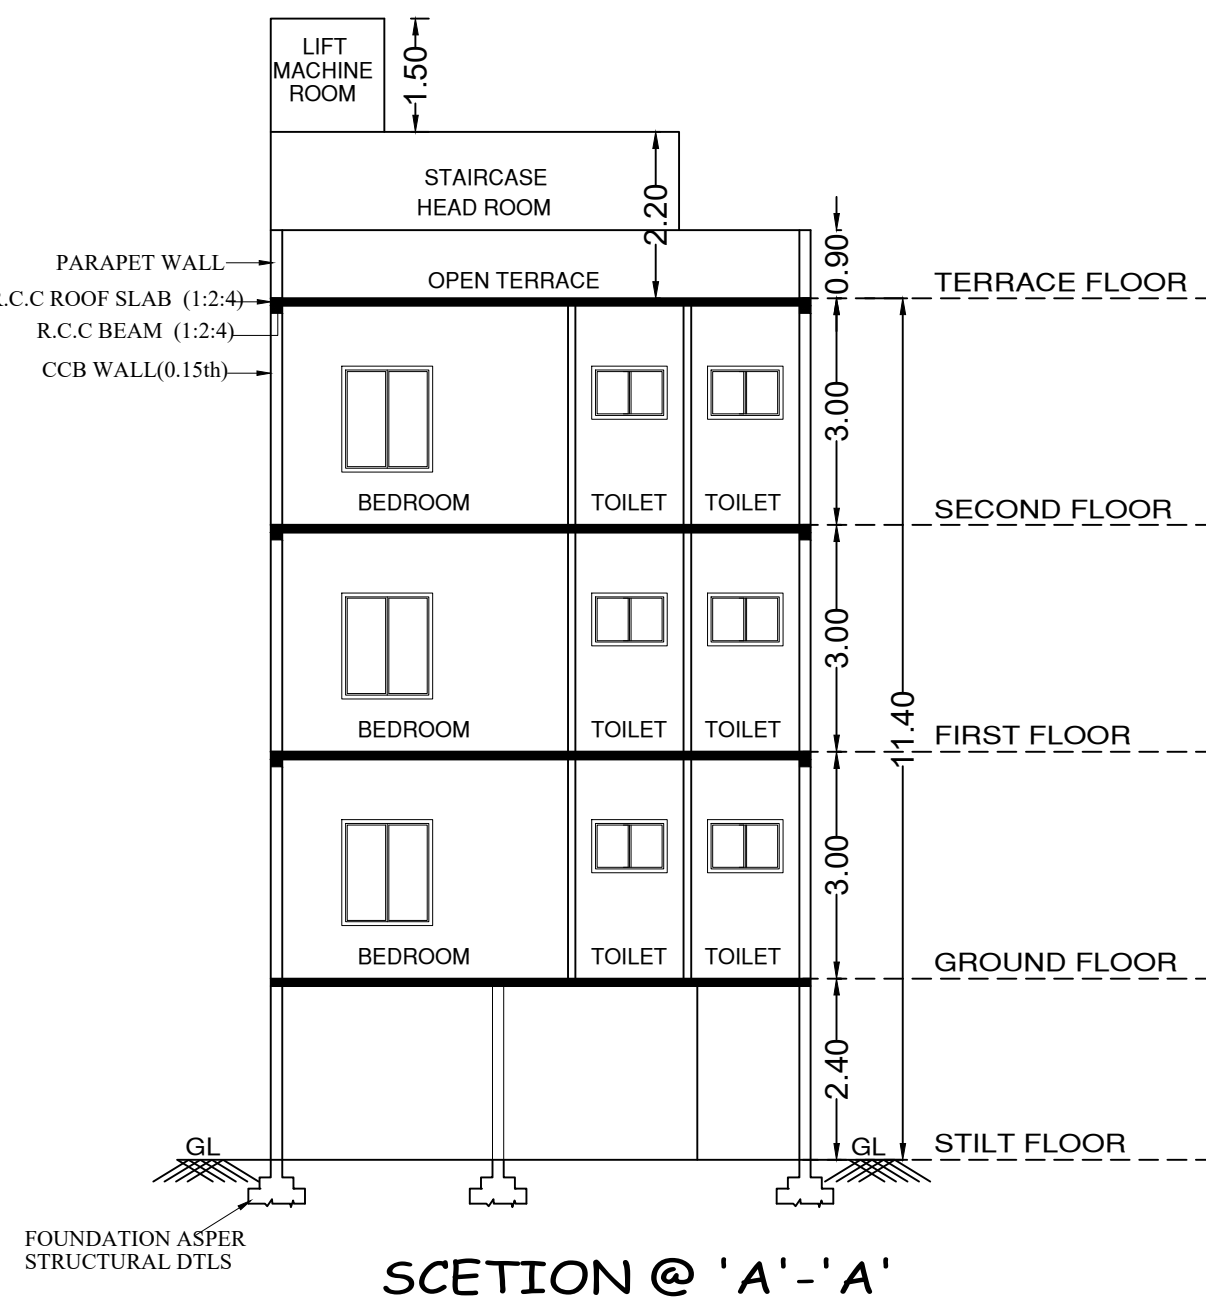 LIFT
MACHINE
ROOM
1.50
STAIRCASE
HEAD ROOM
2.20
PARAPET WALL
0.90
OPEN TERRACE
TERRACE FLOOR
.C.C ROOF SLAB (1:2:4)
R.C.C BEAM (1:2:4)
CCB WALL(0.15th)
3.00
BEDROOM
TOILET
TOILET
SECOND FLOOR
3.00
11.40
BEDROOM
TOILET
TOILET
FIRST FLOOR
3.00
BEDROOM
TOILET
TOILET
GROUND FLOOR
2.40
GL
GL
STILT FLOOR
FOUNDATION ASPER
STRUCTURAL DTLS
SCETION @ 'A'-'A'